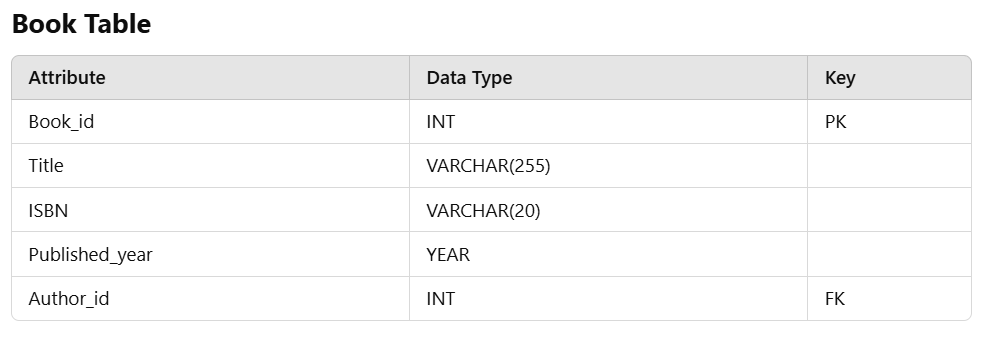 Book Table
Attribute Data Type Key
Book_id INT PK
Title VARCHAR(255)
ISBN VARCHAR(20)
Published_year YEAR
Author_id INT FK